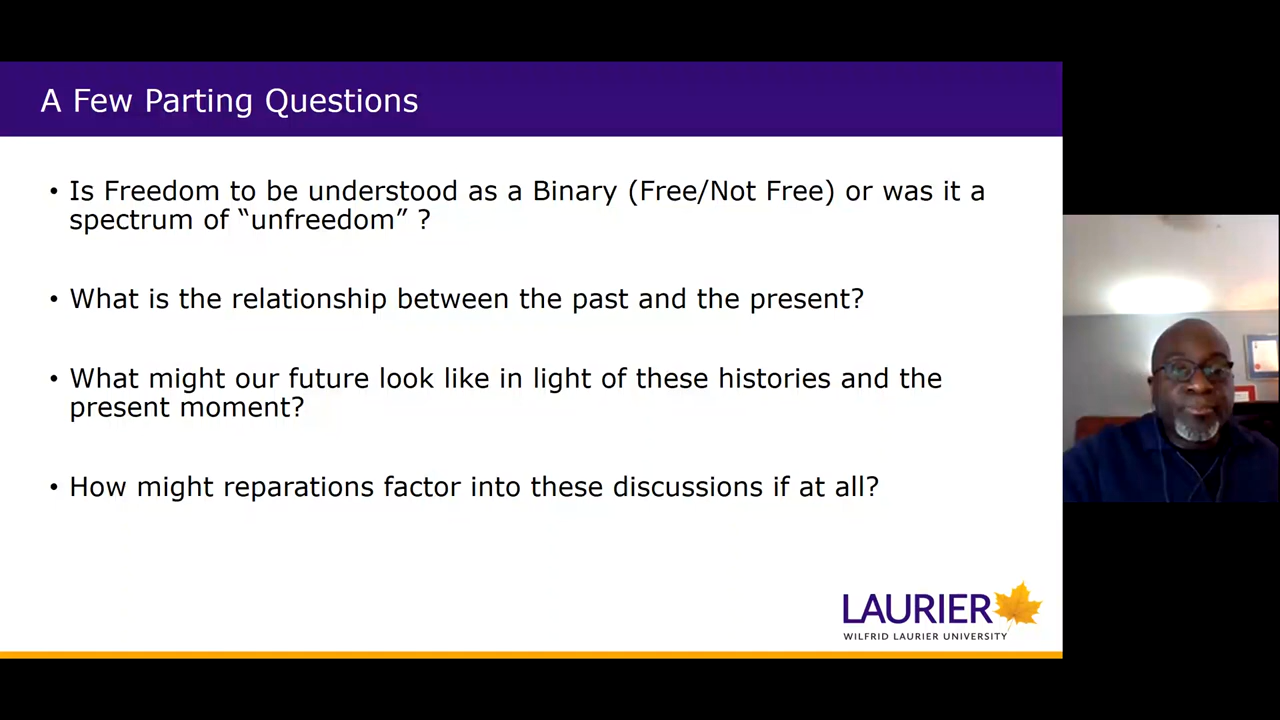 A Few Parting Questions
• Is Freedom to be understood as a Binary (Free/Not Free) or was it a
spectrum of “unfreedom” ?
• What is the relationship between the past and the present?
• What might our future look like in light of these histories and the
present moment?
• How might reparations factor into these discussions if at all?
LAURIER
WILFRID LAURIER UNIVERSITY